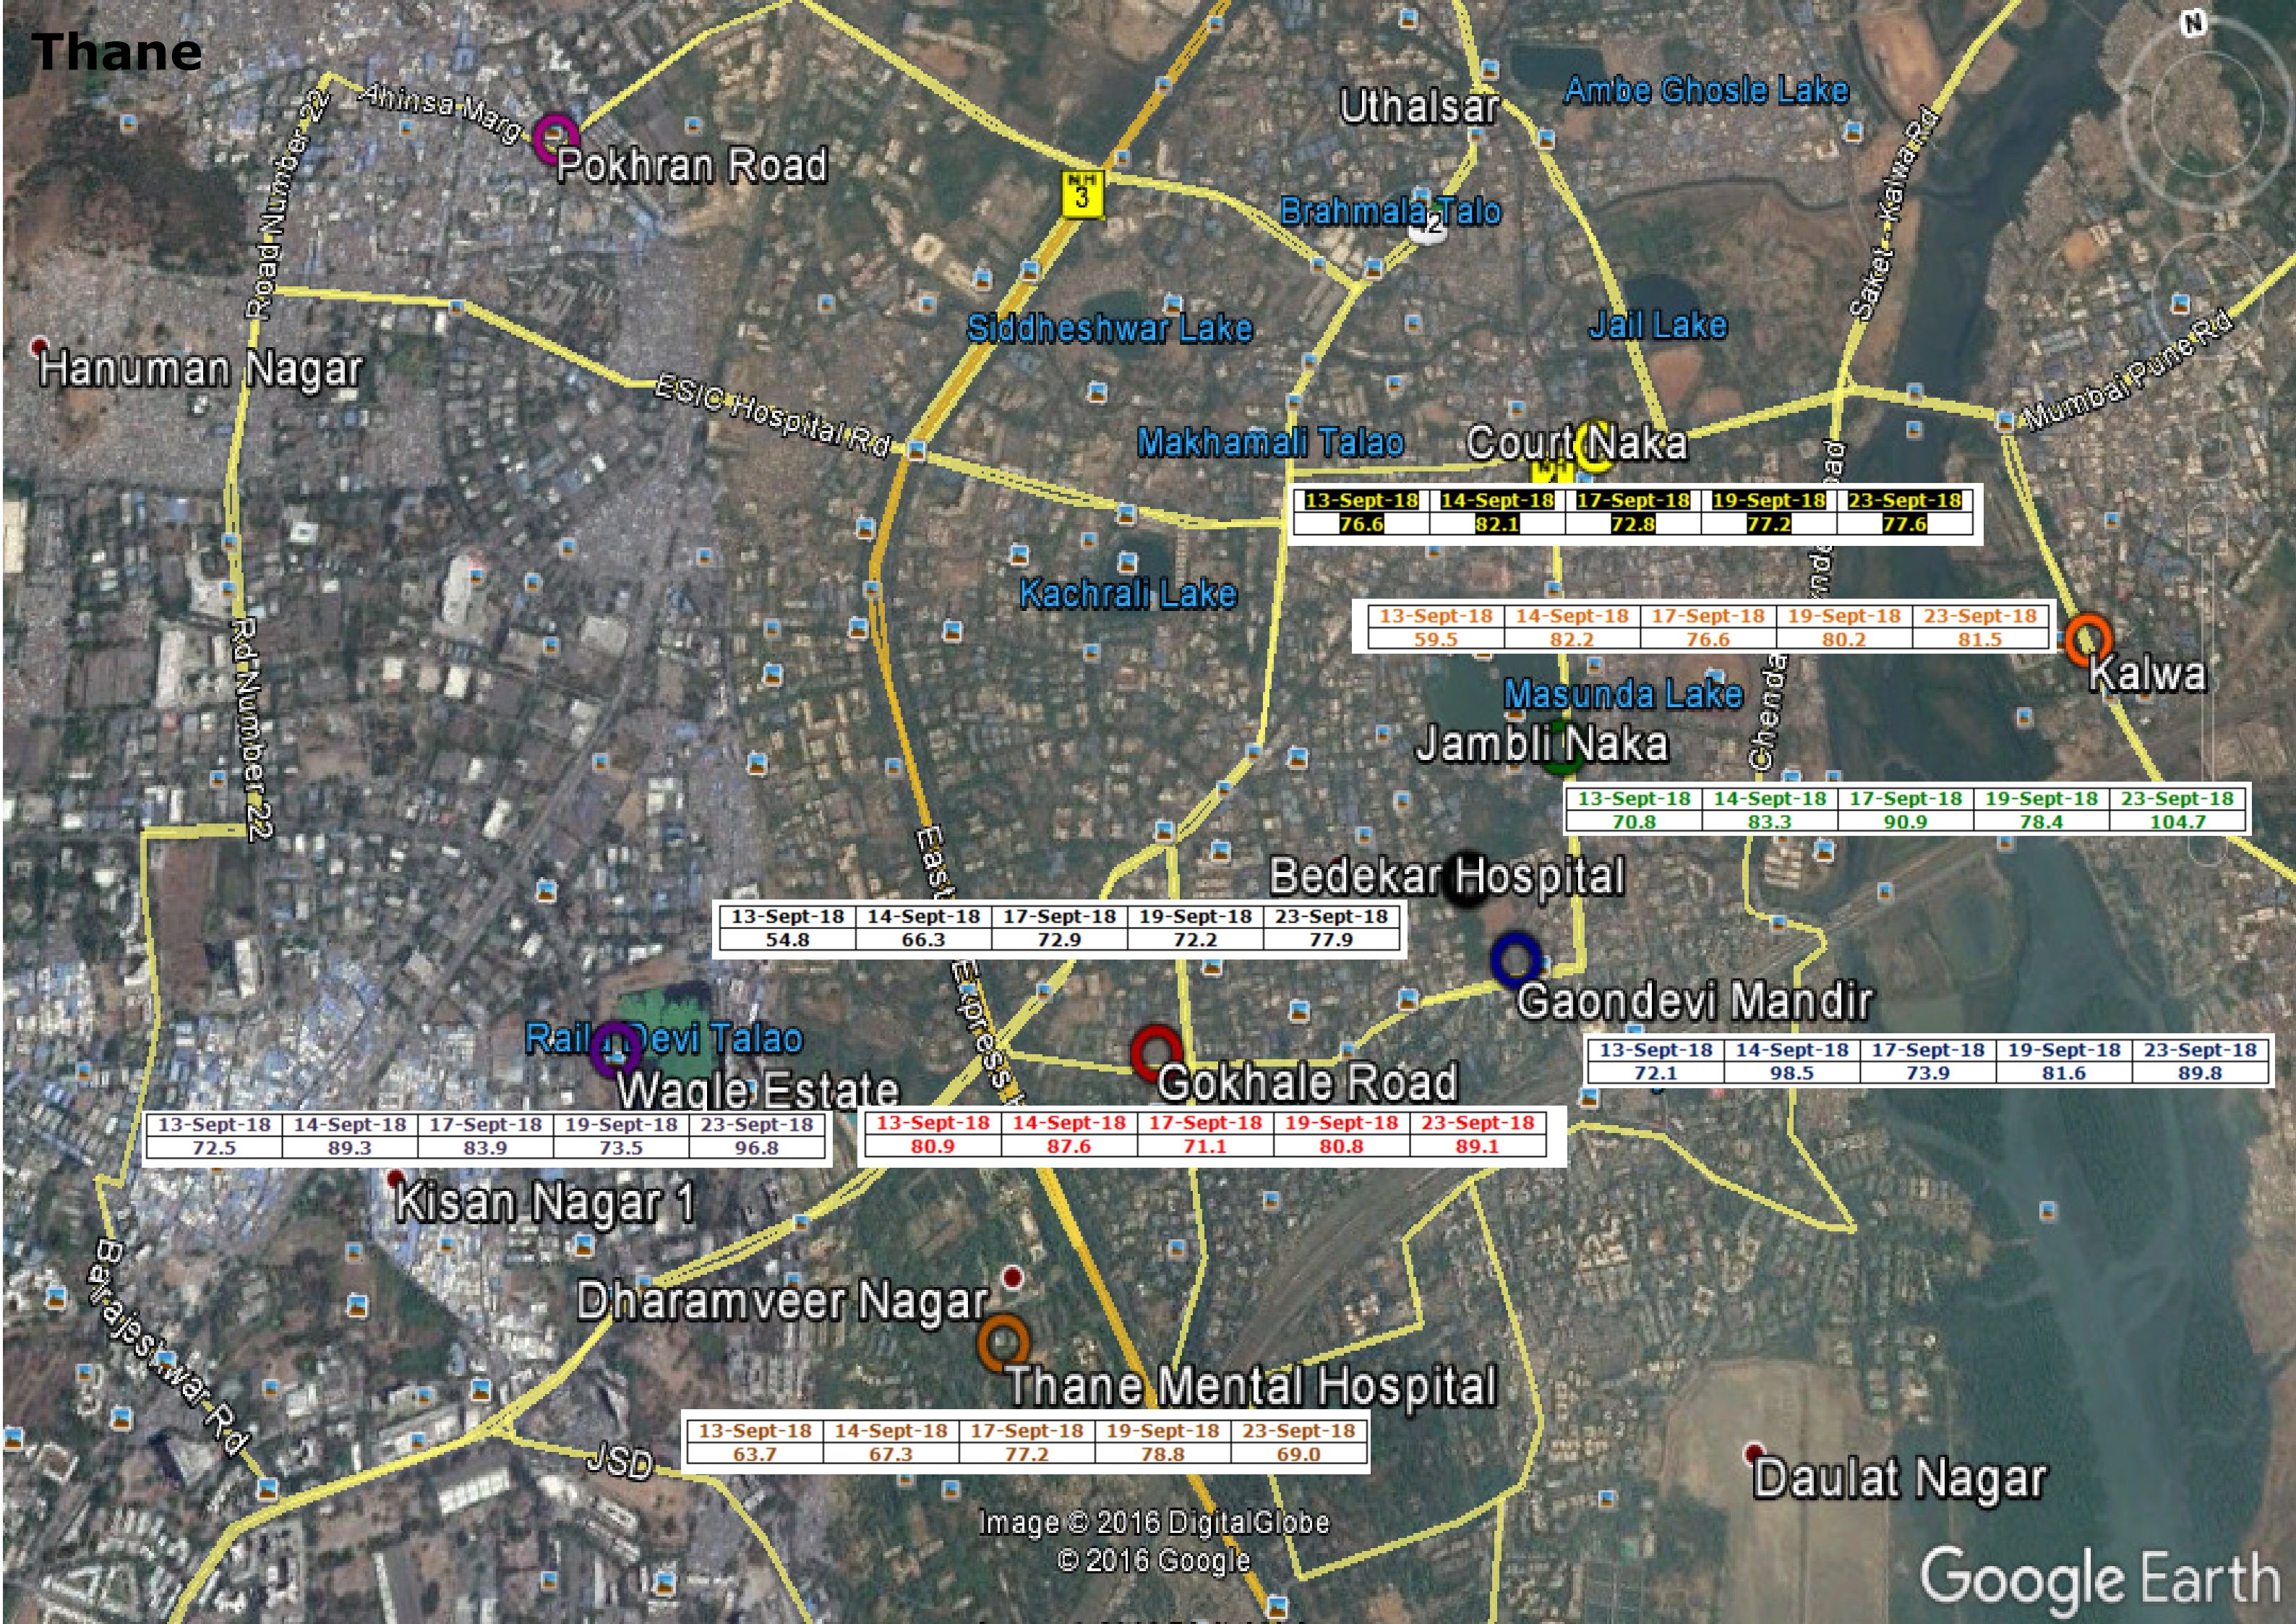 Thane
Ahinsa Marg
Pokhran Road
Road Number 22
Uthalsar
Ambe Ghosle Lake
NH
3
Brahmala Talo
Saket - Kalwa Rd
Siddheshwar Lake
Jail Lake
Mumbai Pune Rd
Hanuman Nagar
ESIC Hospital Rd
Makhamali Talao
Court Naka
NH
13-Sept-18 14-Sept-18 17-Sept-18 19-Sept-18 23-Sept-18
76.6 82.1 72.8 77.2 77.6
Kachrali Lake
13-Sept-18 14-Sept-18 17-Sept-18 19-Sept-18 23-Sept-18
59.5 82.2 76.6 80.2 81.5
Kalwa
Rd Number 22
Masunda Lake
Jambli Naka
13-Sept-18 14-Sept-18 17-Sept-18 19-Sept-18 23-Sept-18
70.8 83.3 90.9 78.4 104.7
Bedekar Hospital
13-Sept-18 14-Sept-18 17-Sept-18 19-Sept-18 23-Sept-18
54.8 66.3 72.9 72.2 77.9
East
Express
Gaondevi Mandir
13-Sept-18 14-Sept-18 17-Sept-18 19-Sept-18 23-Sept-18
72.1 98.5 73.9 81.6 89.8
Raila Devi Talao
Wagle Estate
13-Sept-18 14-Sept-18 17-Sept-18 19-Sept-18 23-Sept-18
72.5 89.3 83.9 73.5 96.8
Gokhale Road
13-Sept-18 14-Sept-18 17-Sept-18 19-Sept-18 23-Sept-18
80.9 87.6 71.1 80.8 89.1
Kisan Nagar 1
Dharamveer Nagar
Thane Mental Hospital
13-Sept-18 14-Sept-18 17-Sept-18 19-Sept-18 23-Sept-18
63.7 67.3 77.2 78.8 69.0
JSD
Daulat Nagar
Image © 2016 DigitalGlobe
© 2016 Google
Google Earth
N